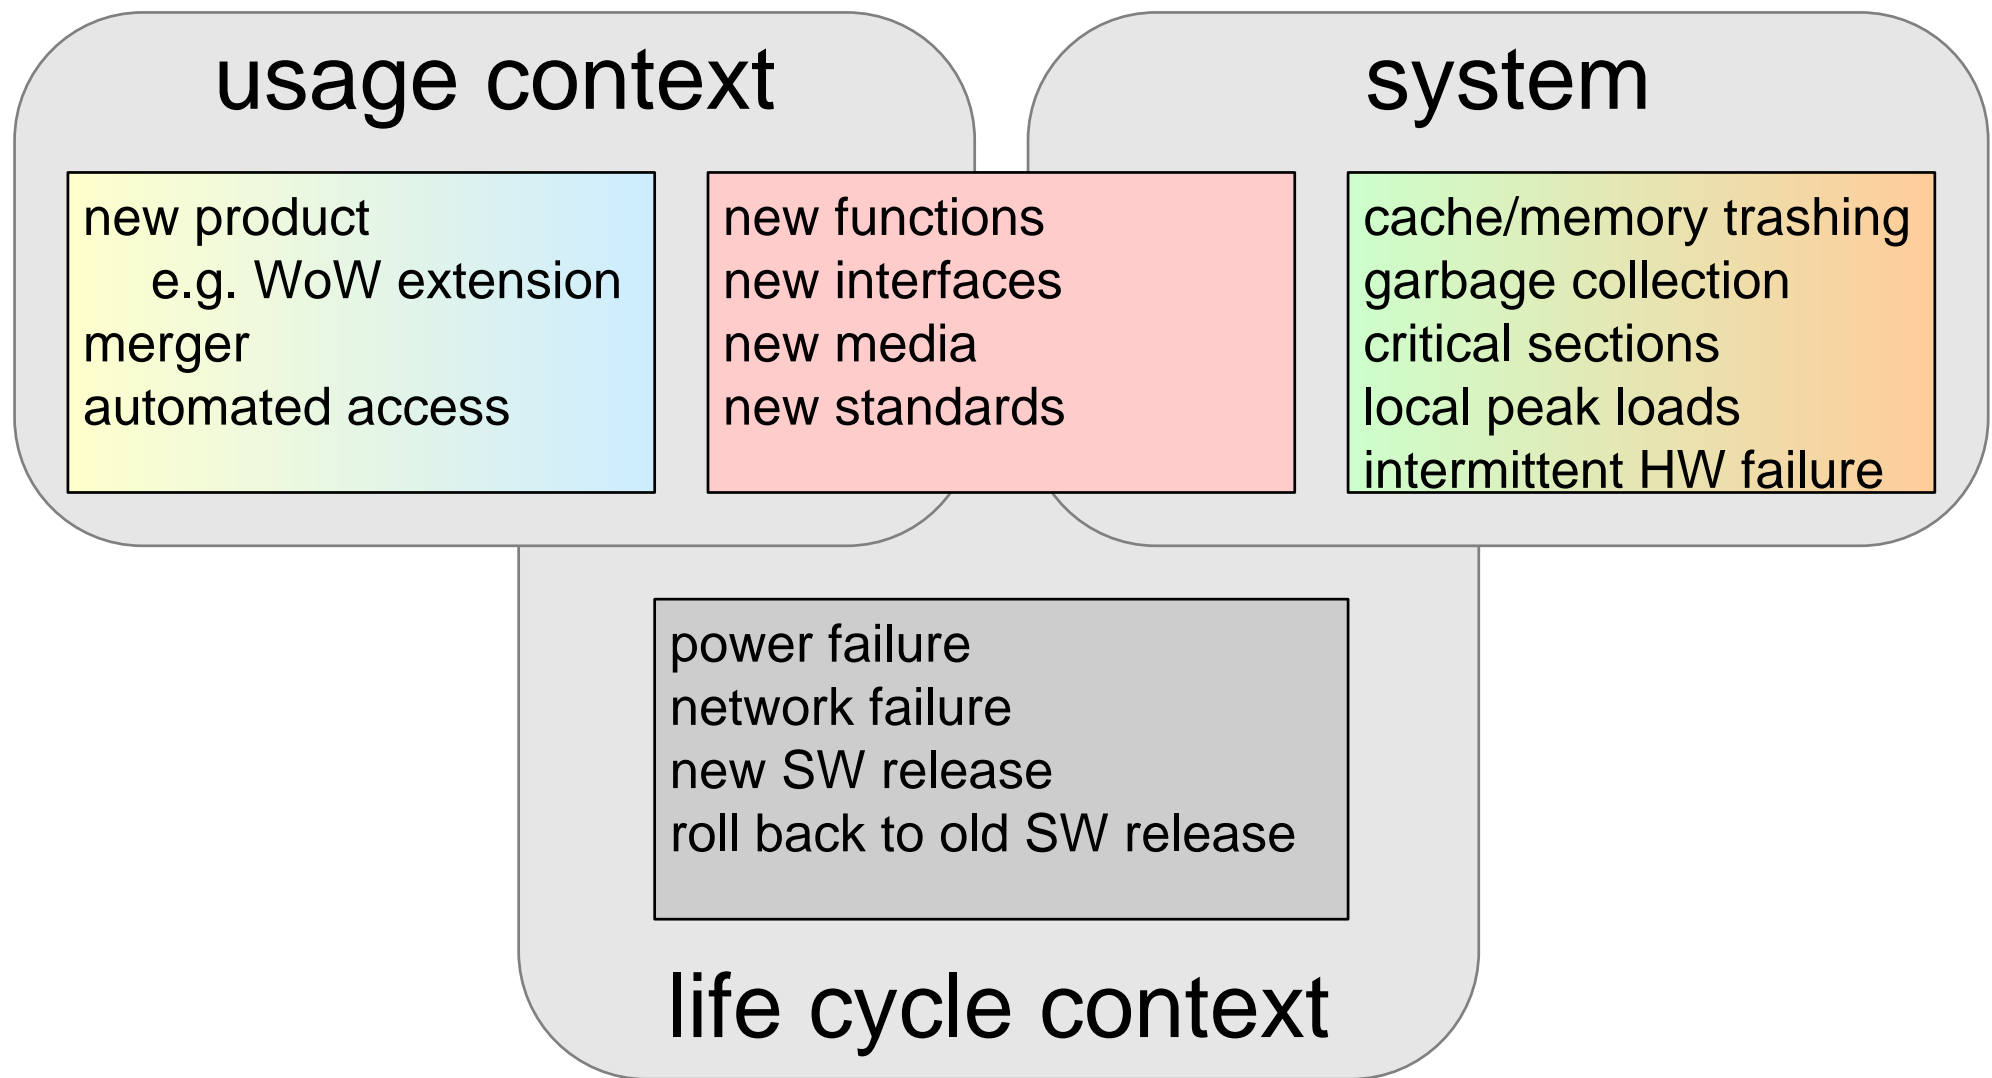 usage context
system
new product
e.g. WoW extension
merger
automated access
new functions
new interfaces
new media
new standards
cache/memory trashing
garbage collection
critical sections
local peak loads
intermittent HW failure
power failure
network failure
new SW release
roll back to old SW release
life cycle context